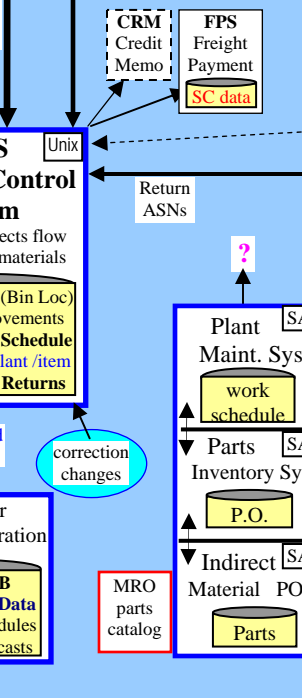 CRM
Credit
Memo
FPS
Freight
Payment
SC data
S
Unix
Control
m
ects flow
materials
(Bin Loc)
ovements
Schedule
lant /item
Returns
Return
ASNs
?
Plant
Maint. Sys
work
schedule
Parts
Inventory Sy
P.O.
Indirect
Material PO
Parts
correction
changes
MRO
parts
catalog
r
ration
B
Data
dules
casts